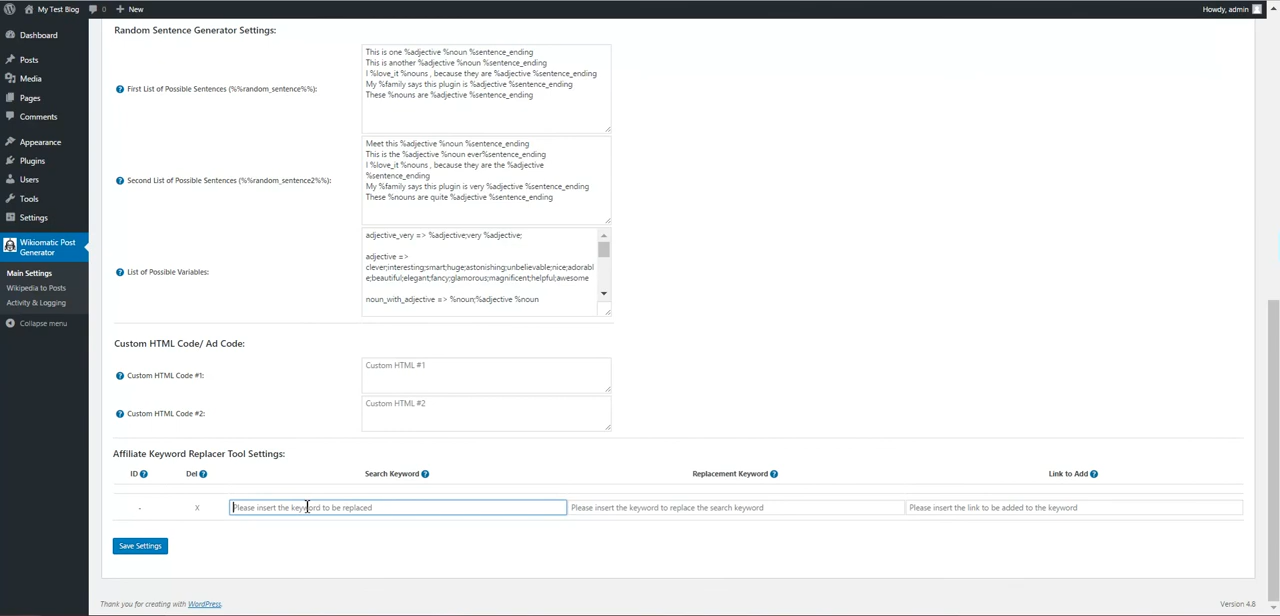 My Test Blog
0
New
Howdy, admin
Dashboard
Posts
Media
Pages
Comments
Appearance
Plugins
Users
Tools
Settings
Wikiomatic Post
Generator
Main Settings
Wikipedia to Posts
Activity & Logging
Collapse menu
Random Sentence Generator Settings:
First List of Possible Sentences (%%random_sentence%%):
This is one %adjective %noun %sentence_ending
This is another %adjective %noun %sentence_ending
I %love_it %nouns , because they are %adjective %sentence_ending
My %family says this plugin is %adjective %sentence_ending
These %nouns are %adjective %sentence_ending
Second List of Possible Sentences (%%random_sentence2%%):
Meet this %adjective %noun %sentence_ending
This is the %adjective %noun ever%sentence_ending
I %love_it %nouns , because they are the %adjective
%sentence_ending
My %family says this plugin is very %adjective %sentence_ending
These %nouns are quite %adjective %sentence_ending
List of Possible Variables:
adjective_very => %adjective;very %adjective;
adjective =>
clever;interesting;smart;huge;astonishing;unbelievable;nice;adorabl
e;beautiful;elegant;fancy;glamorous;magnificent;helpful;awesome
noun_with_adjective => %noun;%adjective %noun
Custom HTML Code/ Ad Code:
Custom HTML Code #1:
Custom HTML #1
Custom HTML Code #2:
Custom HTML #2
Affiliate Keyword Replacer Tool Settings:
ID Del Search Keyword Replacement Keyword Link to Add
- X Please insert the keyword to be replaced Please insert the keyword to replace the search keyword Please insert the link to be added to the keyword
Save Settings
Thank you for creating with WordPress.
Version 4.8